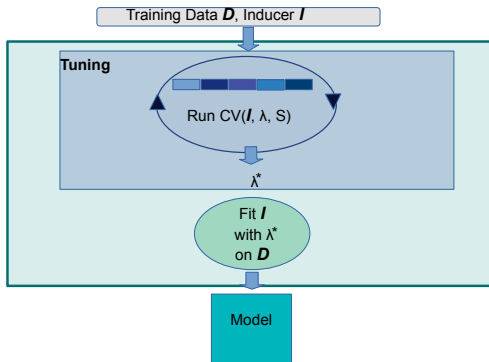 Training Data D, Inducer I
Tuning
Run CV(I, λ, S)
λ*
Fit I
with λ*
on D
Model